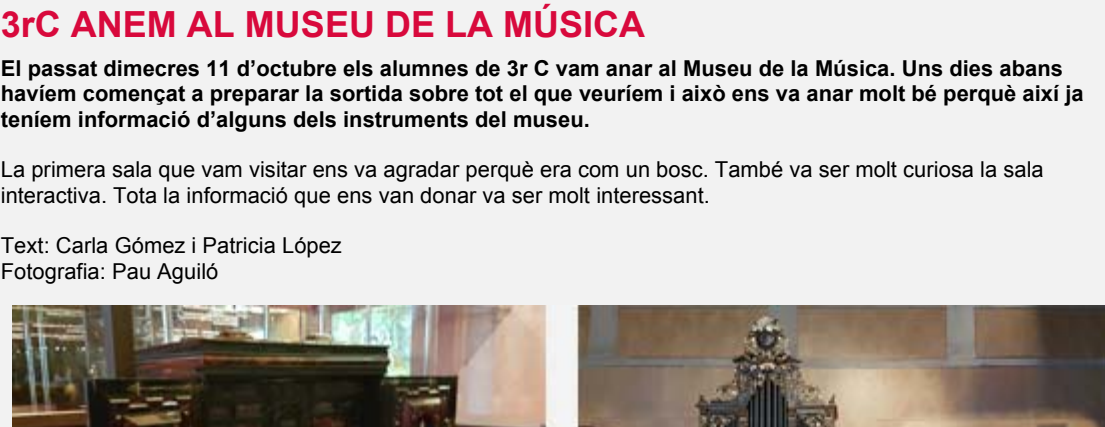 3rC ANEM AL MUSEU DE LA MÚSICA
El passat dimecres 11 d’octubre els alumnes de 3r C vam anar al Museu de la Música. Uns dies abans
havíem començat a preparar la sortida sobre tot el que veuríem i això ens va anar molt bé perquè així ja
teníem informació d’alguns dels instruments del museu.
La primera sala que vam visitar ens va agradar perquè era com un bosc. També va ser molt curiosa la sala
interactiva. Tota la informació que ens van donar va ser molt interessant.
Text: Carla Gómez i Patricia López
Fotografia: Pau Aguiló